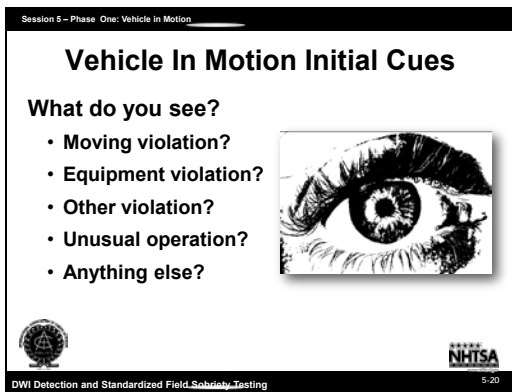 Session 5 – Phase One: Vehicle in Motion
Vehicle In Motion Initial Cues
What do you see?
• Moving violation?
• Equipment violation?
• Other violation?
• Unusual operation?
• Anything else?
NHTSA
DWI Detection and Standardized Field Sobriety Testing
5-20